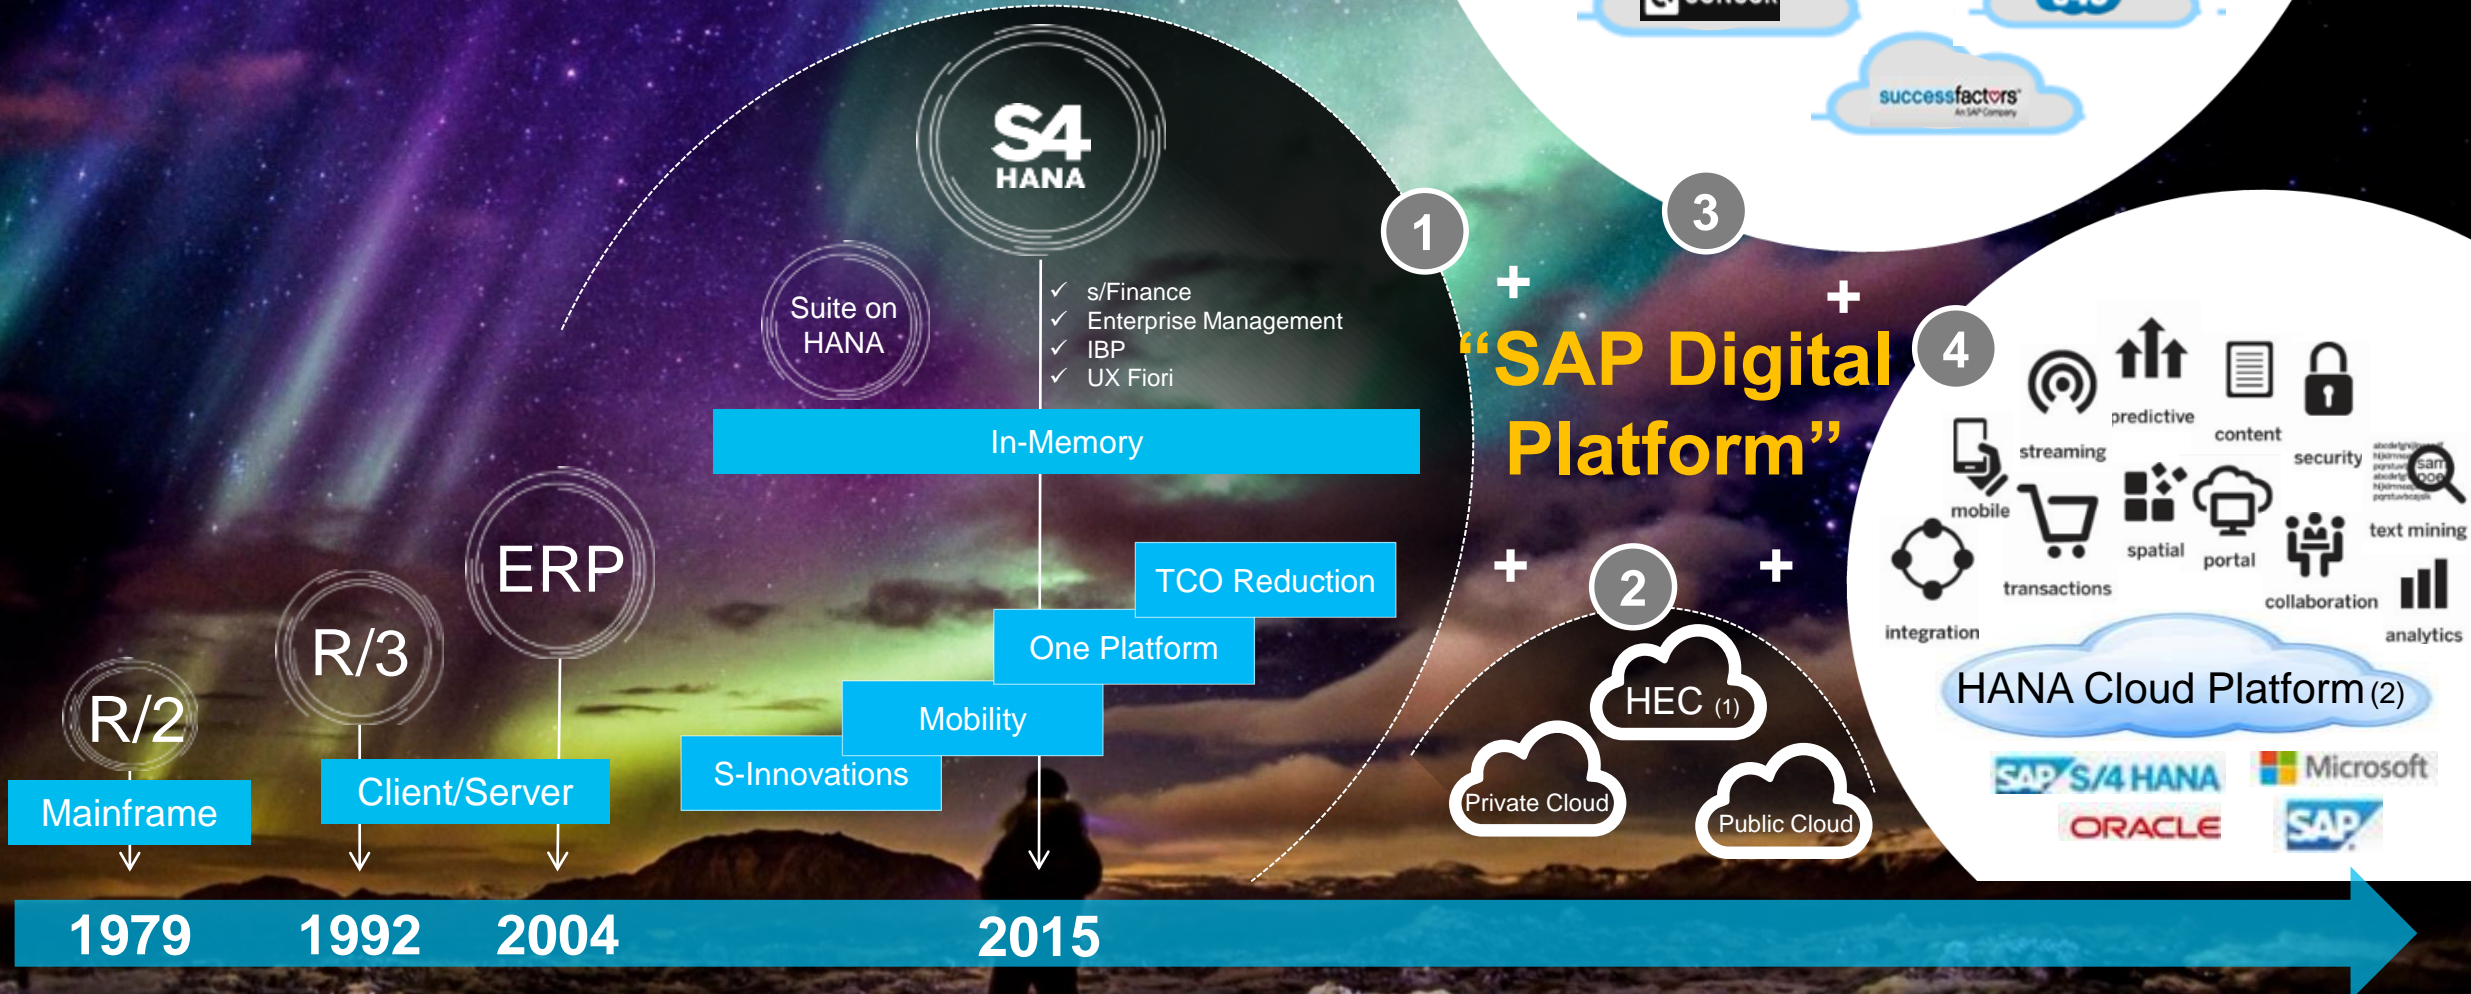 successfactors
An SAP Company
S4
HANA
1
3
Suite on
HANA
✓ s/Finance
✓ Enterprise Management
✓ IBP
✓ UX Fiori
In-Memory
“SAP Digital
Platform”
+
+
+
+
4
streaming
predictive
content
security
mobile
transactions
spatial
portal
collaboration
text mining
integration
analytics
HANA Cloud Platform (2)
SAP S/4 HANA
Microsoft
ORACLE
SAP
2
HEC (1)
Private Cloud
Public Cloud
TCO Reduction
One Platform
Mobility
S-Innovations
ERP
R/3
R/2
Client/Server
Mainframe
1979
1992
2004
2015